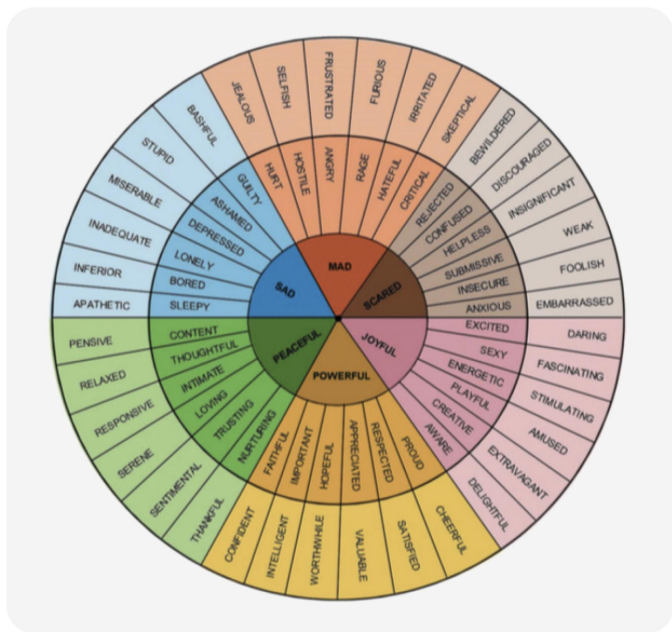 MAD
SCARED
JOYFUL
POWERFUL
PEACEFUL
SAD
HURT
HOSTILE
ANGRY
RAGE
HATEFUL
CRITICAL
REJECTED
CONFUSED
HELPLESS
SUBMISSIVE
INSECURE
ANXIOUS
EXCITED
SEXY
ENERGETIC
PLAYFUL
CREATIVE
AWARE
PROUD
RESPECTED
APPRECIATED
HOPEFUL
IMPORTANT
FAITHFUL
NURTURING
TRUSTING
LOVING
INTIMATE
THOUGHTFUL
CONTENT
SLEEPY
BORED
LONELY
DEPRESSED
ASHAMED
GUILTY
JEALOUS
SELFISH
FRUSTRATED
FURIOUS
IRRITATED
SKEPTICAL
BEWILDERED
DISCOURAGED
INSIGNIFICANT
WEAK
FOOLISH
EMBARRASSED
DARING
FASCINATING
STIMULATING
AMUSED
EXTRAVAGANT
DELIGHTFUL
CHEERFUL
SATISFIED
VALUABLE
WORTHWHILE
INTELLIGENT
CONFIDENT
THANKFUL
SENTIMENTAL
SERENE
RESPONSIVE
RELAXED
PENSIVE
APATHETIC
INFERIOR
INADEQUATE
MISERABLE
STUPID
BASHFUL